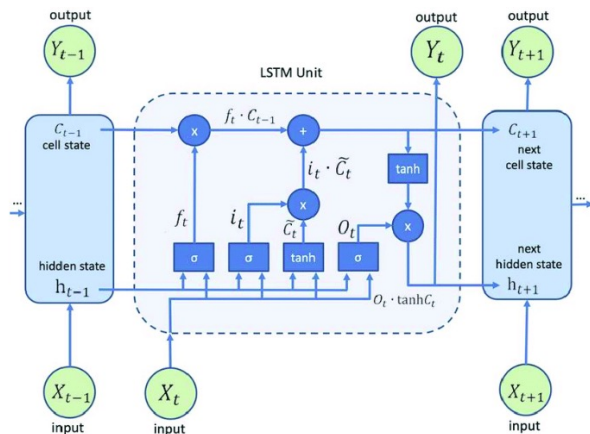 output
output
output
Y_{t-1}
Y_t
Y_{t+1}
LSTM Unit
C_{t-1}
cell state
x
f_t · C_{t-1}
+
C_{t+1}
next
cell state
tanh
i_t · C̃_t
x
...
...
f_t
i_t
C̃_t
O_t
x
σ
σ
tanh
σ
hidden state
h_{t-1}
next
hidden state
h_{t+1}
O_t · tanhC_t
X_{t-1}
X_t
X_{t+1}
input
input
input